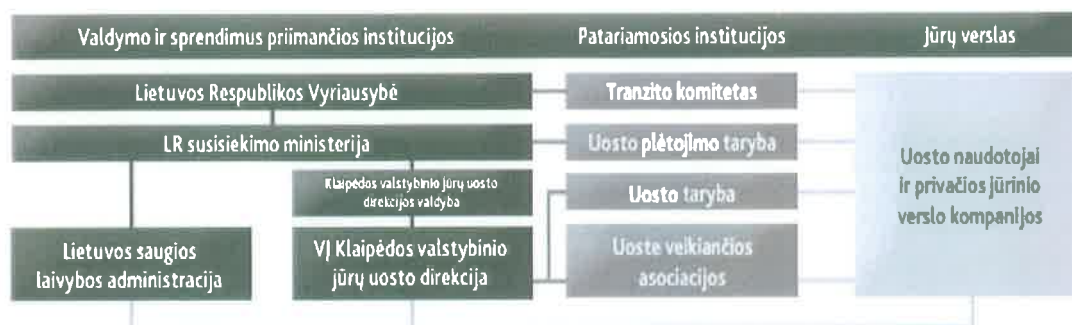 Valdymo ir sprendimus priimančios institucijos
Patariamosios institucijos
Jūrų verslas
Lietuvos Respublikos Vyriausybė
Tranzito komitetas
LR susisiekimo ministerija
Uosto plėtojimo taryba
Klaipėdos valstybinio jūrų uosto
direkcijos valdyba
Uosto taryba
Uosto naudotojai
ir privačios jūrinio
verslo kompanijos
Lietuvos saugios
laivybos administracija
VĮ Klaipėdos valstybinio
jūrų uosto direkcija
Uoste veikiančios
asociacijos